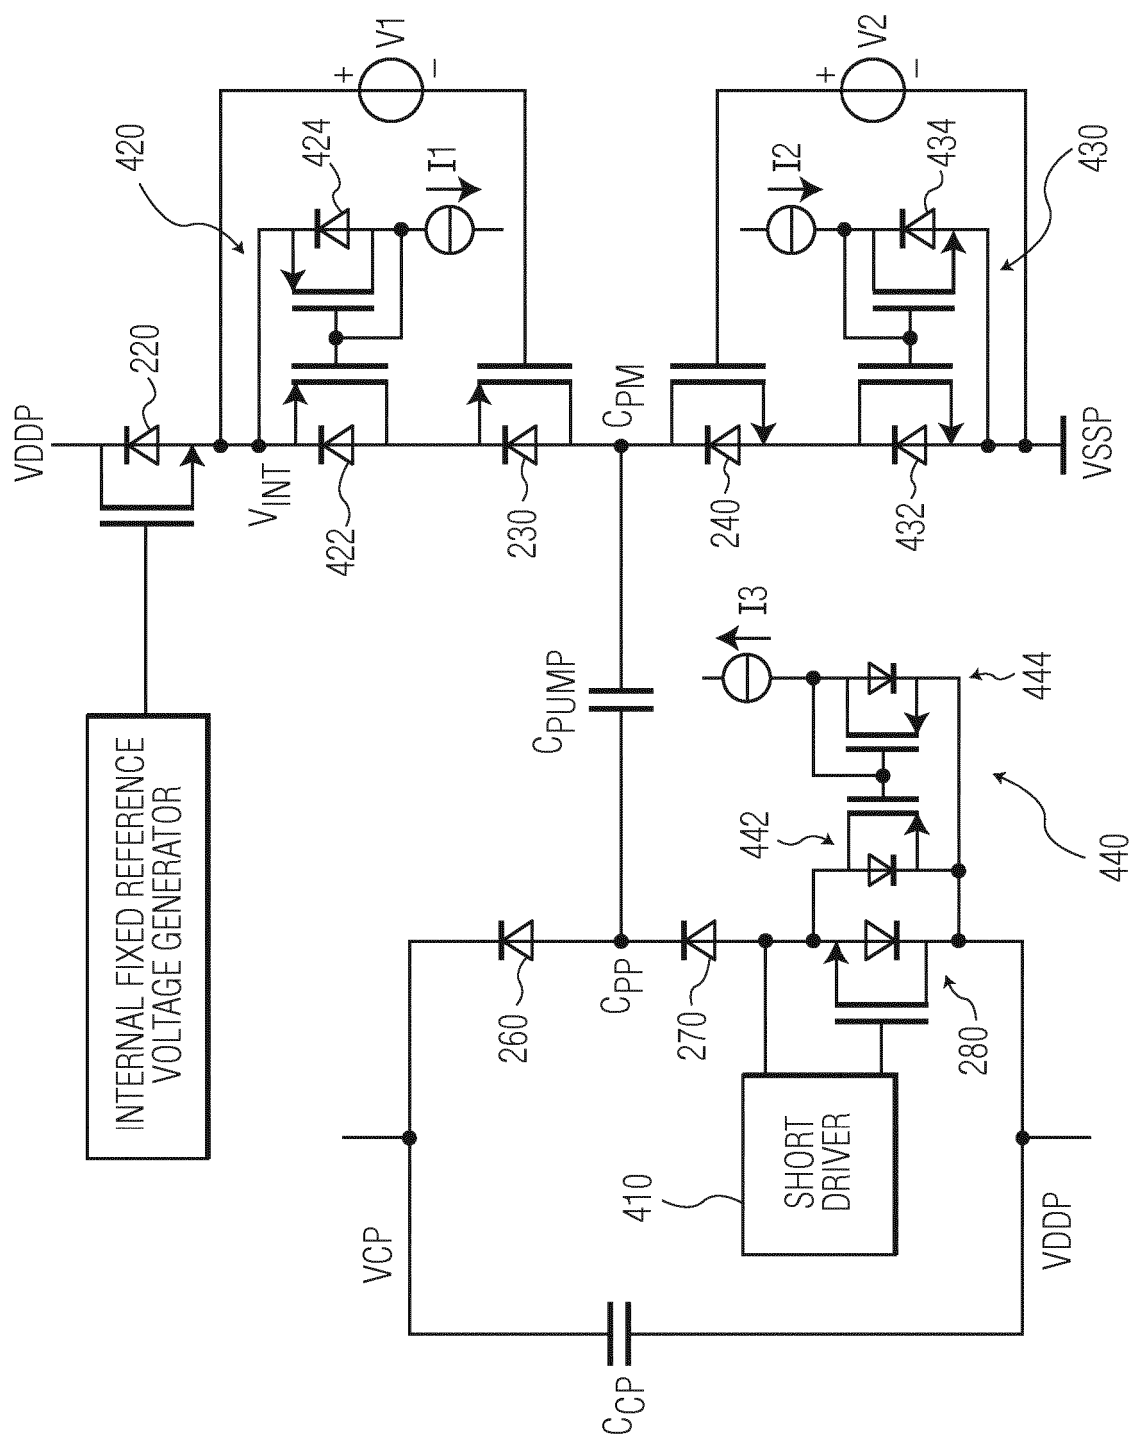 V1
V2
420
424
I1
I2
434
430
220
VDDP
VINT
422
230
CPM
240
432
VSSP
I3
CPUMP
444
INTERNAL FIXED REFERENCE
VOLTAGE GENERATOR
442
440
260
CPP
270
280
VCP
410
SHORT
DRIVER
VDDP
CCP